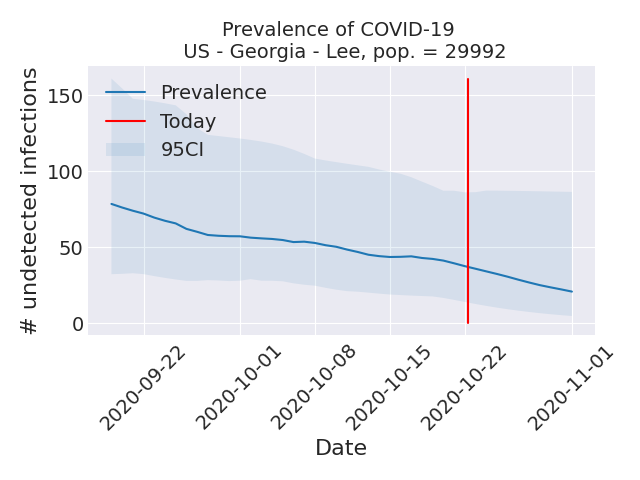 Prevalence of COVID-19
US - Georgia - Lee, pop. = 29992
# undetected infections
150
100
50
0
Prevalence
Today
95CI
2020-09-22
2020-10-01
2020-10-08
2020-10-15
2020-10-22
2020-11-01
Date